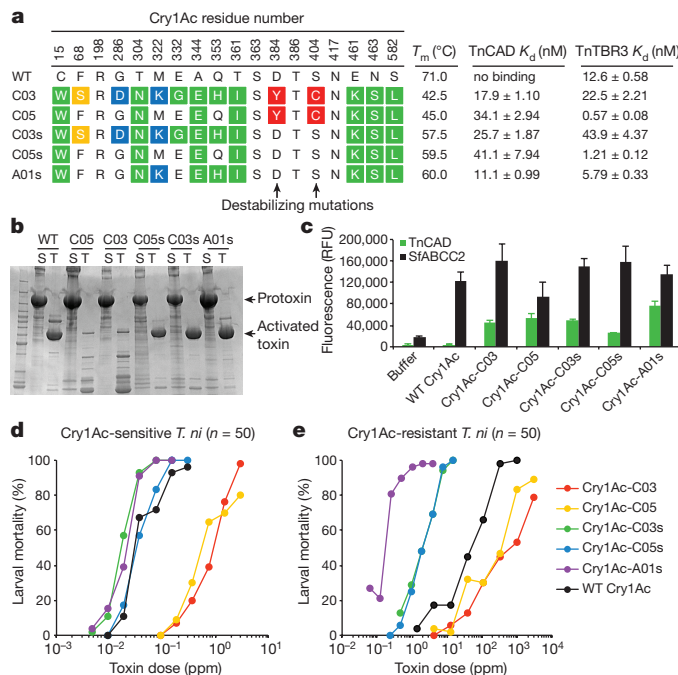 a
Cry1Ac residue number
15 68 198 286 304 322 332 344 353 361 363 384 386 404 417 461 463 582 Tm (°C) TnCAD Kd (nM) TnTBR3 Kd (nM)
WT C F R G T M E A Q T S D T S N E N S 71.0 no binding 12.6 ± 0.58
C03 W S R D N K G E H I S Y T C N K S L 42.5 17.9 ± 1.10 22.5 ± 2.21
C05 W F R G N M E E Q I S Y T C N K S L 45.0 34.1 ± 2.94 0.57 ± 0.08
C03s W S R D N K G E H I S D T S N K S L 57.5 25.7 ± 1.87 43.9 ± 4.37
C05s W F R G N M E E Q I S D T S N K S L 59.5 41.1 ± 7.94 1.21 ± 0.12
A01s W F R G N K E E H I S D T S N K S L 60.0 11.1 ± 0.99 5.79 ± 0.33
Destabilizing mutations
b
WT C05 C03 C05s C03s A01s
S T S T S T S T S T S T
Protoxin
Activated toxin
c
TnCAD
SfABCC2
Fluorescence (RFU)
200,000
160,000
120,000
80,000
40,000
0
Buffer
WT Cry1Ac
Cry1Ac-C03
Cry1Ac-C05
Cry1Ac-C03s
Cry1Ac-C05s
Cry1Ac-A01s
d
Cry1Ac-sensitive T. ni (n = 50)
Larval mortality (%)
100
80
60
40
20
0
10⁻³ 10⁻² 10⁻¹ 10⁰ 10¹
Toxin dose (ppm)
e
Cry1Ac-resistant T. ni (n = 50)
Larval mortality (%)
100
80
60
40
20
0
10⁻² 10⁻¹ 10⁰ 10¹ 10² 10³ 10⁴
Toxin dose (ppm)
Cry1Ac-C03
Cry1Ac-C05
Cry1Ac-C03s
Cry1Ac-C05s
Cry1Ac-A01s
WT Cry1Ac